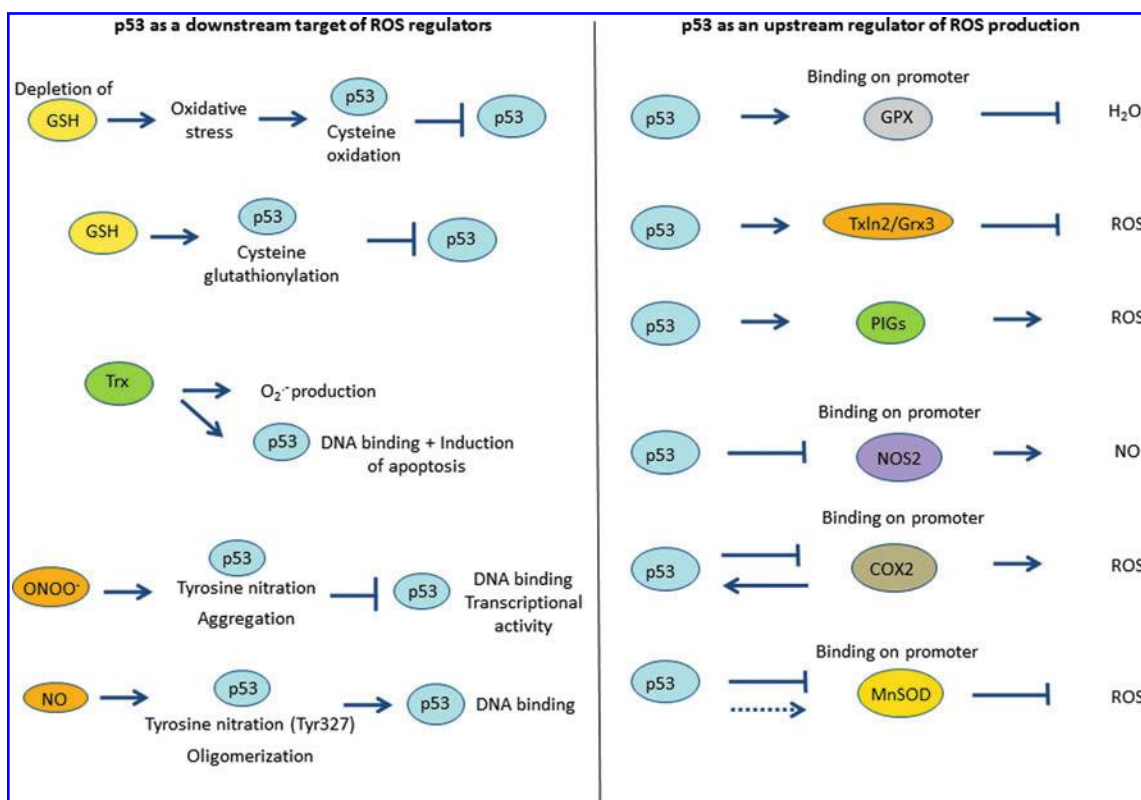 p53 as a downstream target of ROS regulators
Depletion of
GSH
Oxidative
stress
p53
Cysteine
oxidation
p53
GSH
p53
Cysteine
glutathionylation
p53
Trx
O₂·⁻ production
p53
DNA binding + Induction
of apoptosis
ONOO⁻
p53
Tyrosine nitration
Aggregation
p53
DNA binding
Transcriptional
activity
NO
p53
Tyrosine nitration (Tyr327)
Oligomerization
p53
DNA binding
p53 as an upstream regulator of ROS production
Binding on promoter
p53
GPX
H₂O
p53
Txln2/Grx3
ROS
p53
PIGs
ROS
Binding on promoter
p53
NOS2
NO
Binding on promoter
p53
COX2
ROS
Binding on promoter
p53
MnSOD
ROS